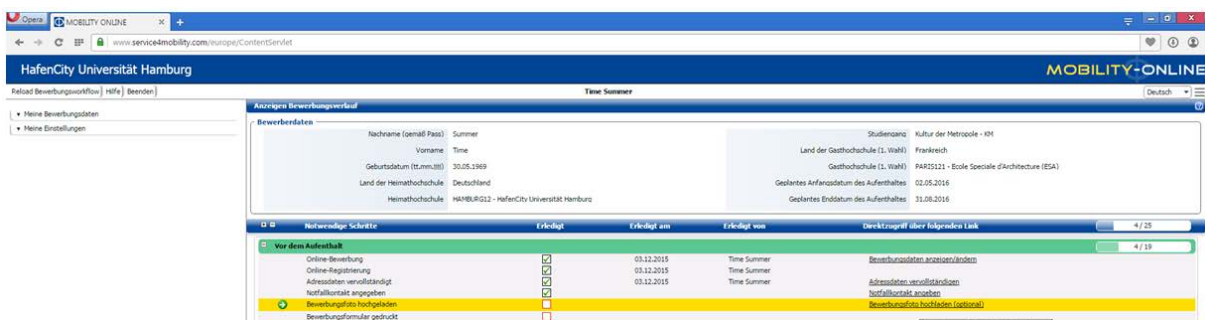 Opera MOBILITY ONLINE
www.service4mobility.com/europe/ContentServlet
HafenCity Universität Hamburg MOBILITY-ONLINE
Reload Bewerbungsworkflow Hilfe Beenden Time Summer Deutsch
Anzeigen Bewerbungsverlauf
Meine Bewerbungsdaten
Meine Einstellungen
Bewerberdaten
Nachname (gemäß Pass) Summer Studiengang Kultur der Metropole - KM
Vorname Time Land der Gasthochschule (1. Wahl) Frankreich
Geburtsdatum (tt.mm.jjjj) 30.05.1969 Gasthochschule (1. Wahl) PARIS121 - Ecole Speciale d'Architecture (ESA)
Land der Heimathochschule Deutschland Geplantes Anfangsdatum des Aufenthaltes 02.05.2016
Heimathochschule HAMBURG12 - HafenCity Universität Hamburg Geplantes Enddatum des Aufenthaltes 31.08.2016
Notwendige Schritte Erledigt Erledigt am Erledigt von Direktzugriff über folgenden Link 4 / 25
Vor dem Aufenthalt 4 / 19
Online-Bewerbung 03.12.2015 Time Summer Bewerbungsdaten anzeigen/ändern
Online-Registrierung 03.12.2015 Time Summer
Adressdaten vervollständigt 03.12.2015 Time Summer Adressdaten vervollständigen
Notfallkontakt angegeben Notfallkontakt angeben
Bewerbungsfoto hochgeladen Bewerbungsfoto hochladen (optional)
Bewerbungsformular gedruckt